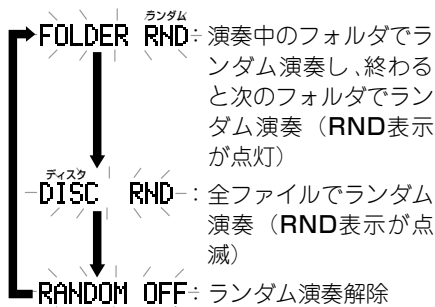 ランダム
FOLDER RND：演奏中のフォルダでラ
ンダム演奏し、終わる
と次のフォルダでラン
ダム演奏（RND表示
が点灯）
ディスク
DISC RND：全ファイルでランダム
演奏（RND表示が点
滅）
RANDOM OFF：ランダム演奏解除